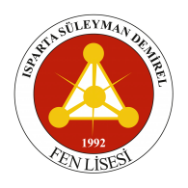 ISPARTA SÜLEYMAN DEMİREL
1992
FEN LİSESİ